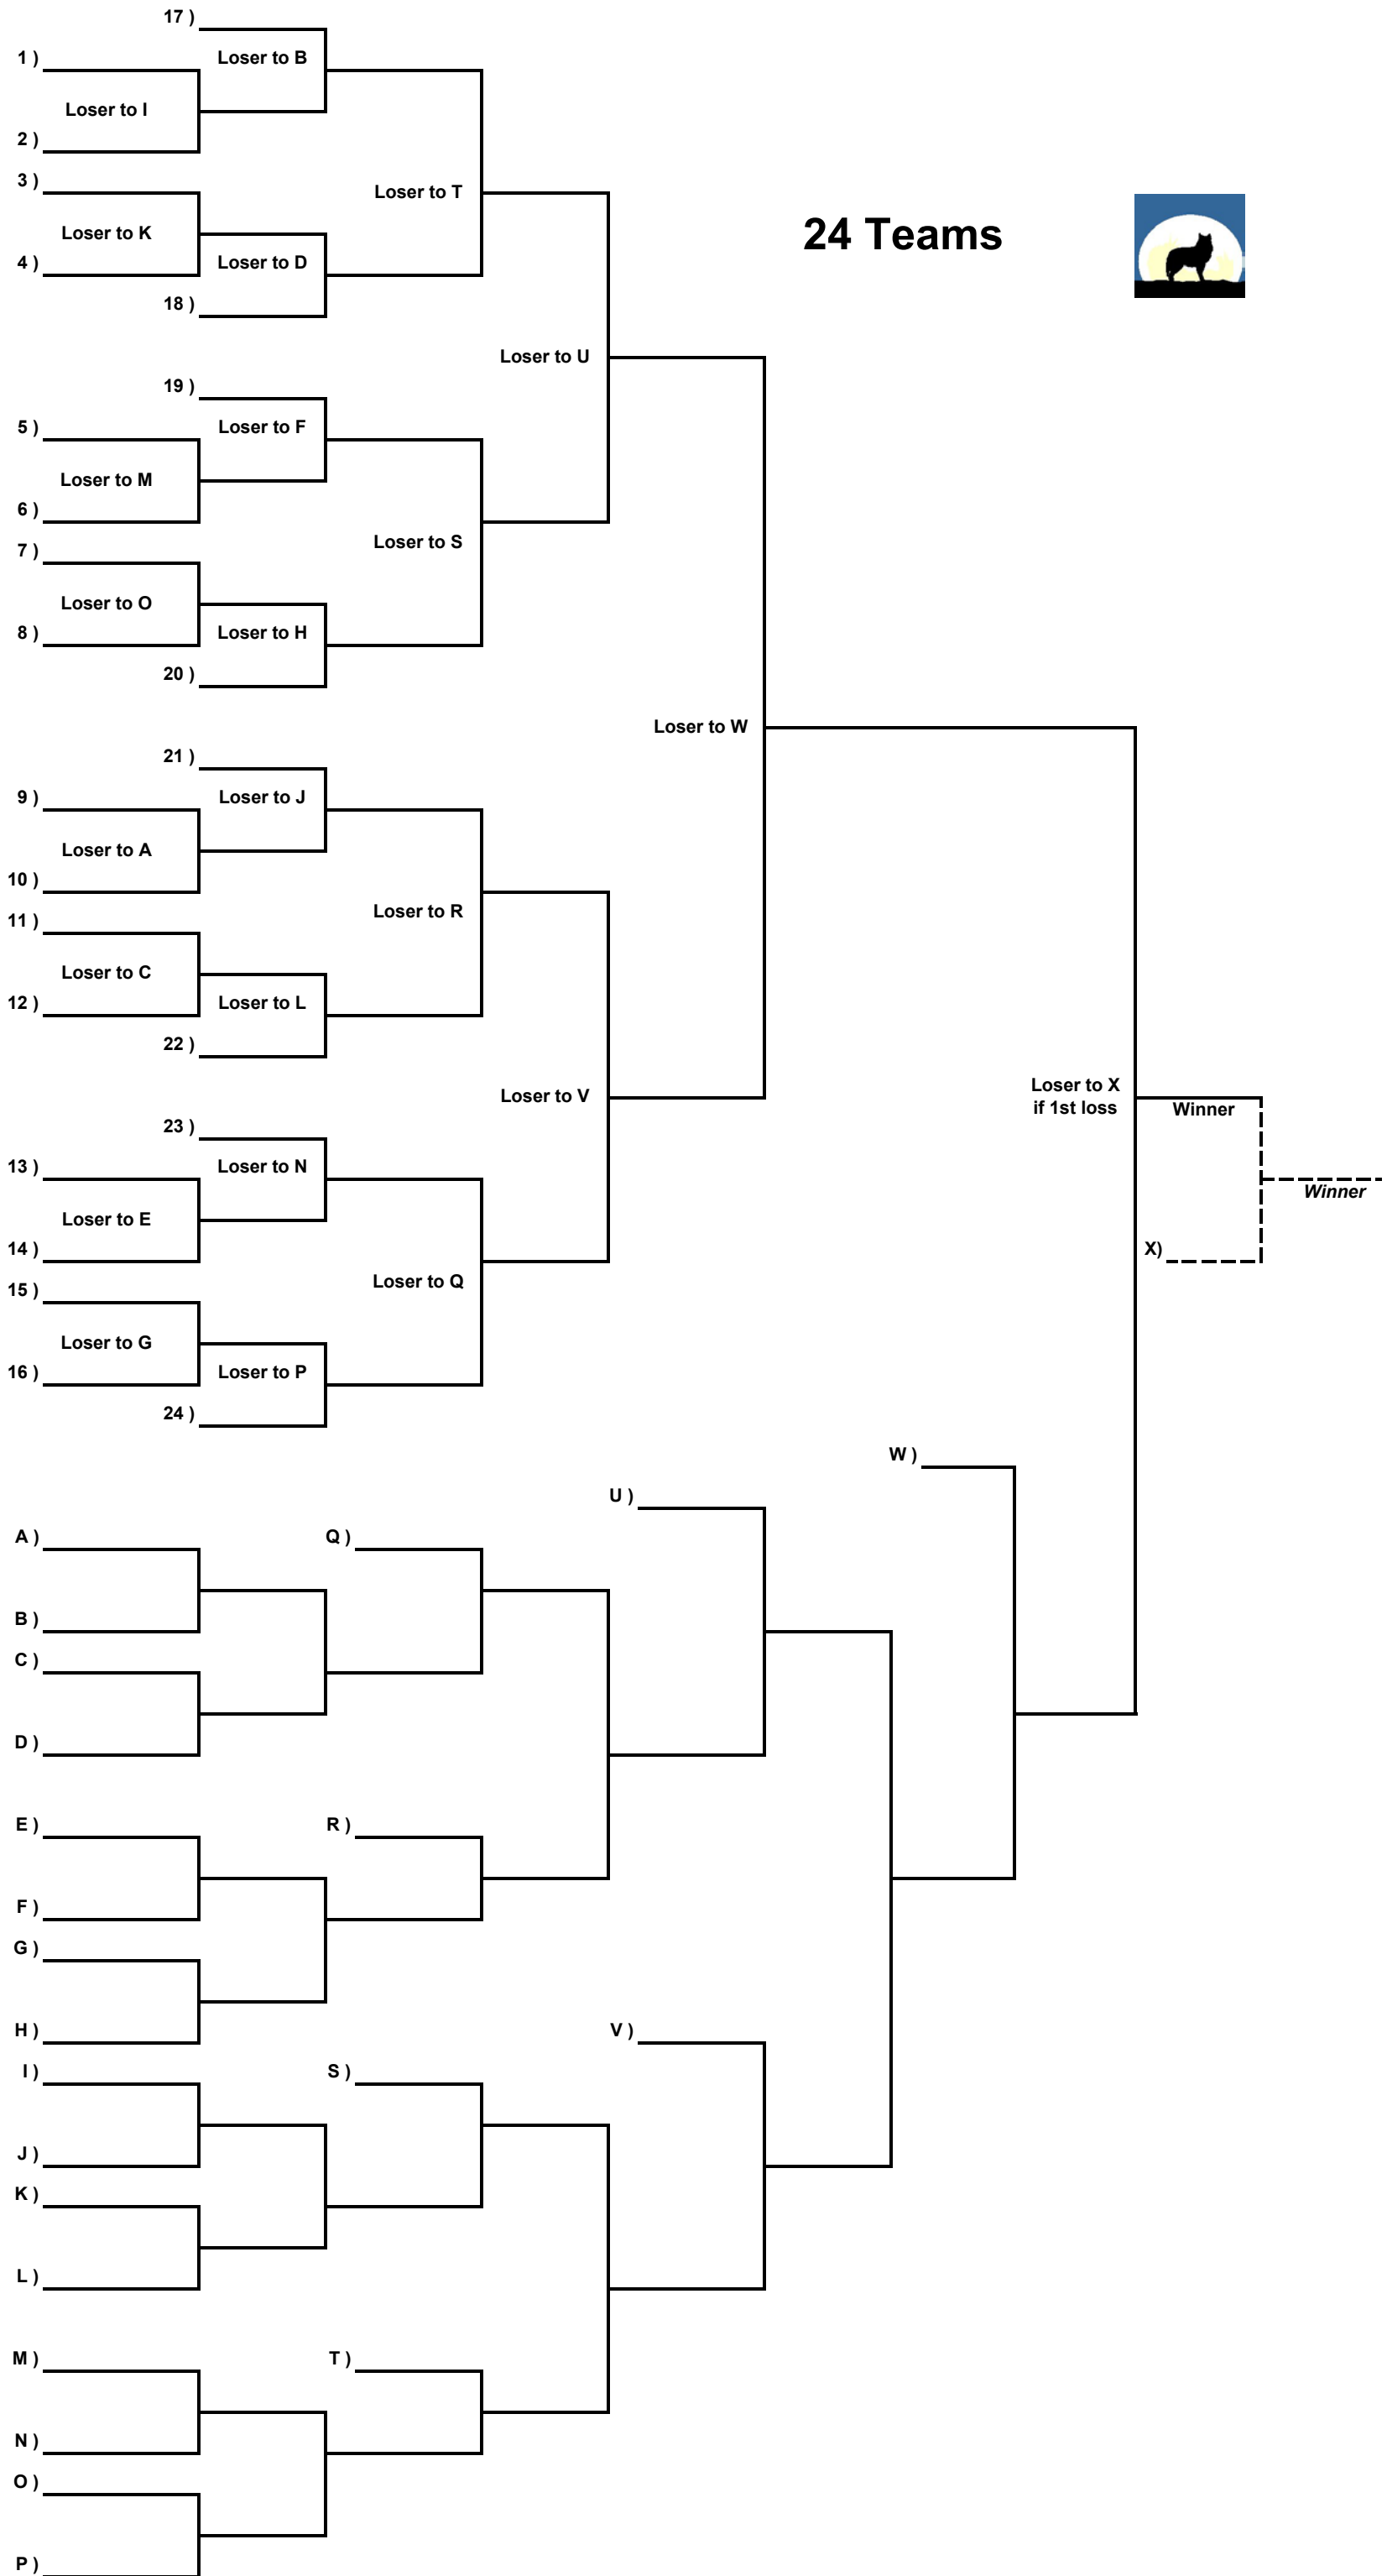 17 )
1 )
Loser to B
Loser to I
2 )
3 )
Loser to T
24 Teams
Loser to K
4 )
Loser to D
18 )
Loser to U
19 )
5 )
Loser to F
Loser to M
6 )
7 )
Loser to S
Loser to O
8 )
Loser to H
20 )
Loser to W
21 )
9 )
Loser to J
Loser to A
10 )
11 )
Loser to R
Loser to C
12 )
Loser to L
22 )
Loser to V
Loser to X
if 1st loss
Winner
23 )
13 )
Loser to N
Winner
Loser to E
14 )
X)
15 )
Loser to Q
Loser to G
16 )
Loser to P
24 )
W )
U )
A )
Q )
B )
C )
D )
E )
R )
F )
G )
H )
V )
I )
S )
J )
K )
L )
M )
T )
N )
O )
P )